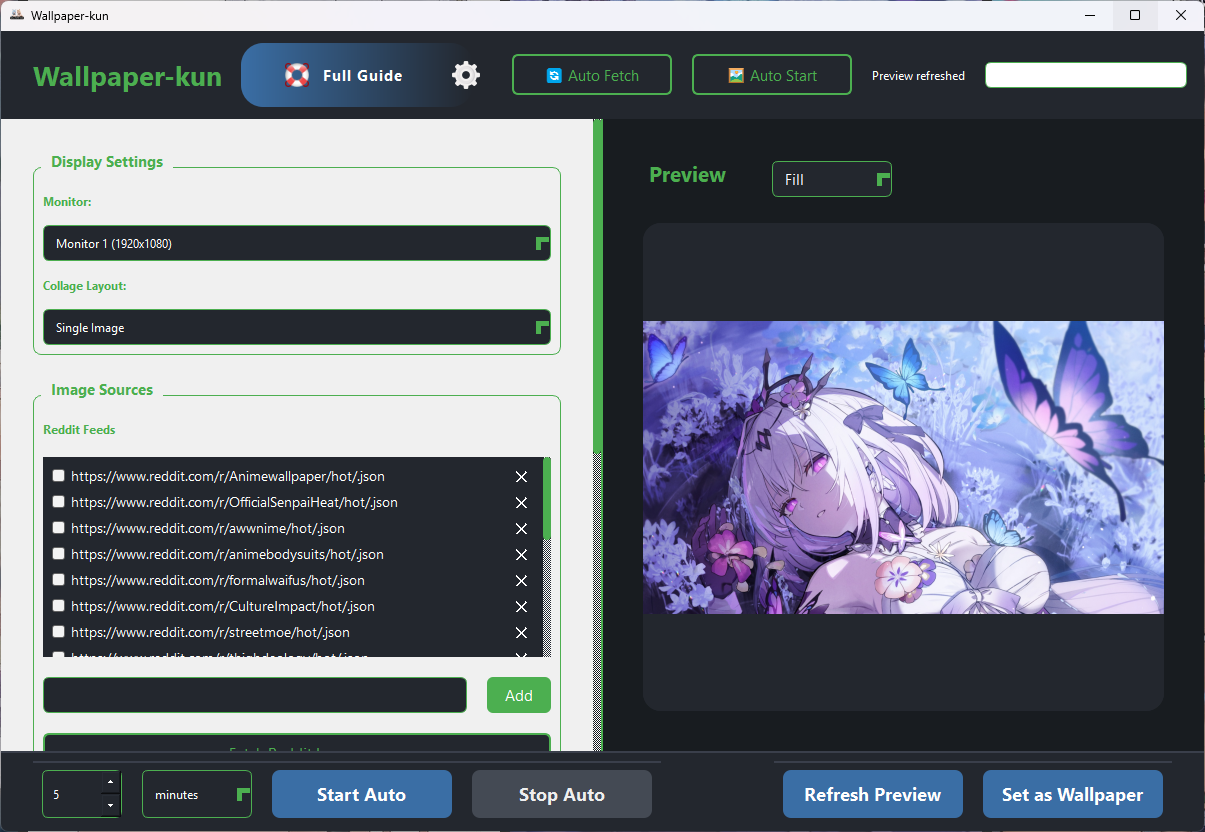 Wallpaper-kun
Wallpaper-kun
Full Guide
Auto Fetch
Auto Start
Preview refreshed
Display Settings
Monitor:
Monitor 1 (1920x1080)
Collage Layout:
Single Image
Image Sources
Reddit Feeds
https://www.reddit.com/r/Animewallpaper/hot/.json
https://www.reddit.com/r/OfficialSenpaiHeat/hot/.json
https://www.reddit.com/r/awwnime/hot/.json
https://www.reddit.com/r/animebodysuits/hot/.json
https://www.reddit.com/r/formalwaifus/hot/.json
https://www.reddit.com/r/CultureImpact/hot/.json
https://www.reddit.com/r/streetmoe/hot/.json
Add
Preview
Fill
5
minutes
Start Auto
Stop Auto
Refresh Preview
Set as Wallpaper